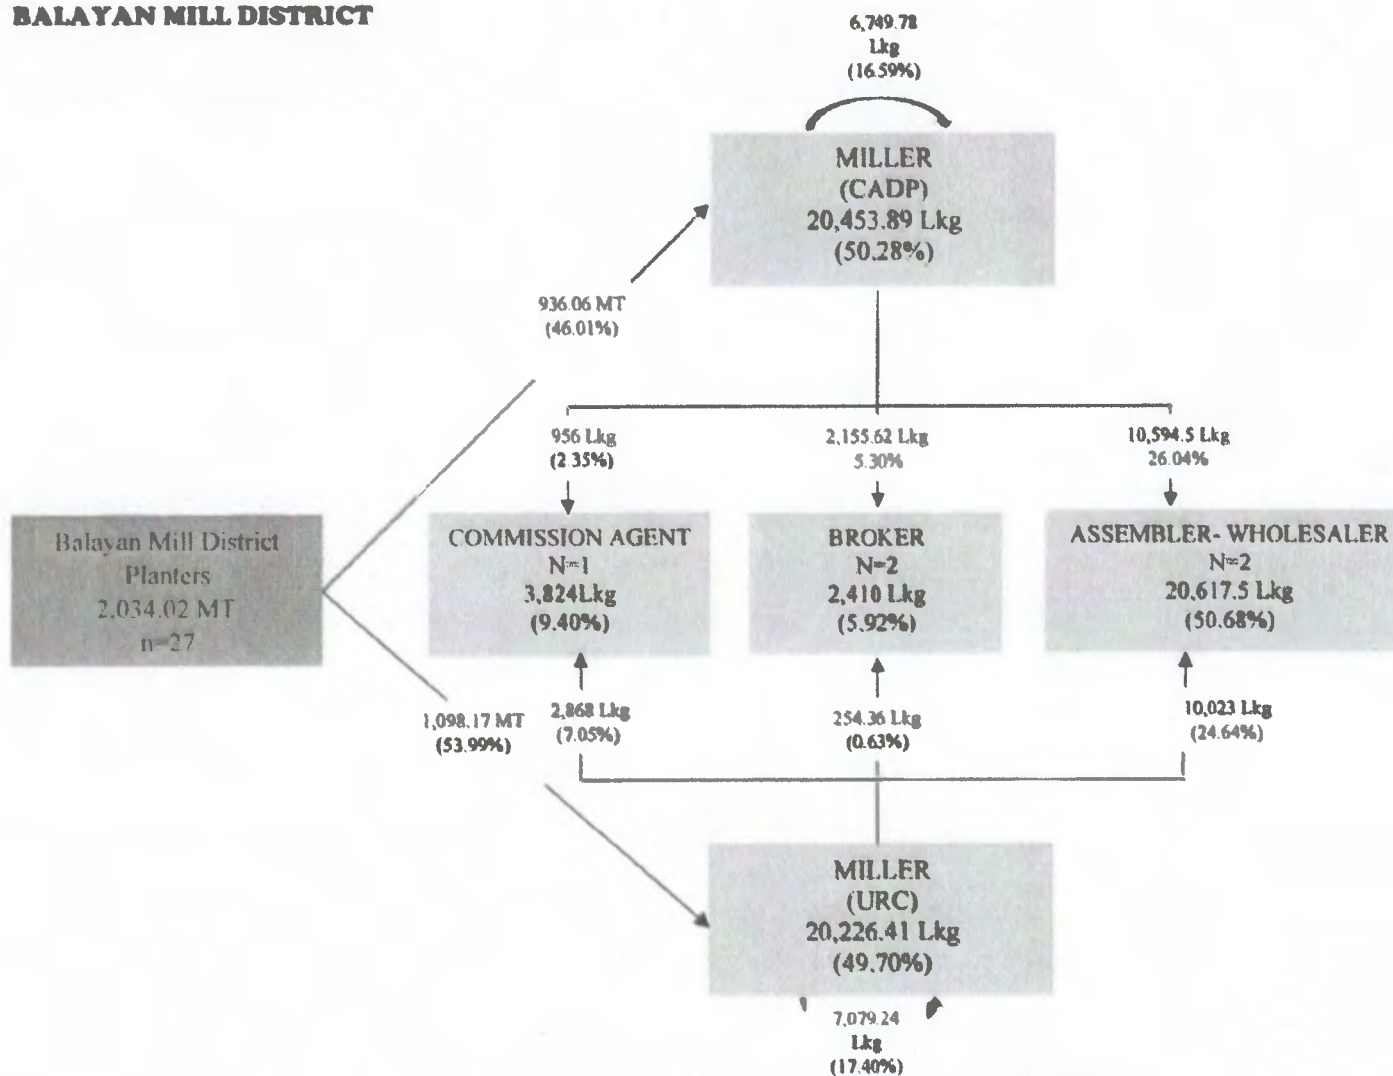 BALAYAN MILL DISTRICT
6,749.78
Lkg
(16.59%)
MILLER
(CADP)
20,453.89 Lkg
(50.28%)
936.06 MT
(46.01%)
956 Lkg
(2.35%)
2,155.62 Lkg
5.30%
10,594.5 Lkg
26.04%
Balayan Mill District
Planters
2,034.02 MT
n=27
COMMISSION AGENT
N=1
3,824Lkg
(9.40%)
BROKER
N=2
2,410 Lkg
(5.92%)
ASSEMBLER- WHOLESALER
N=2
20,617.5 Lkg
(50.68%)
1,098.17 MT
(53.99%)
2,868 Lkg
(7.05%)
254.36 Lkg
(0.63%)
10,023 Lkg
(24.64%)
MILLER
(URC)
20,226.41 Lkg
(49.70%)
7,079.24
Lkg
(17.40%)